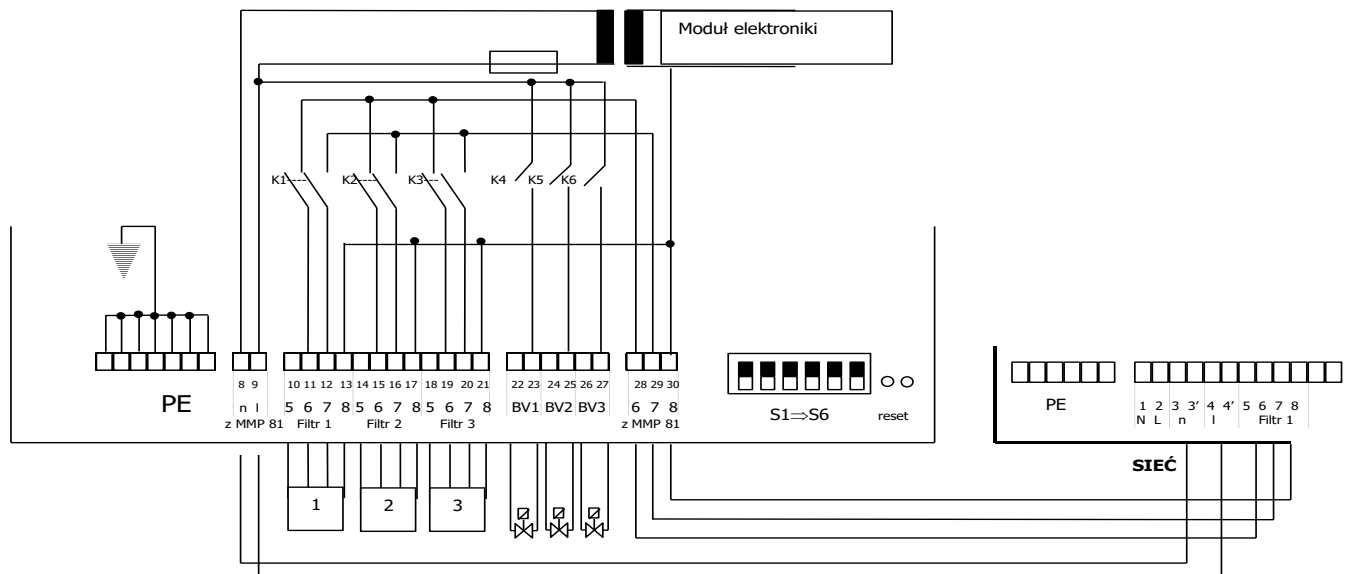 Moduł elektroniki
K1 K2 K3 K4 K5 K6
8 9 10 11 12 13 14 15 16 17 18 19 20 21 22 23 24 25 26 27 28 29 30
PE n l 5 6 7 8 5 6 7 8 5 6 7 8 BV1 BV2 BV3 6 7 8
z MMP 81 Filtr 1 Filtr 2 Filtr 3 z MMP 81
S1⇒S6 reset
PE
1 2 3 3′ 4 4′ 5 6 7 8
N L n l Filtr 1
SIEĆ
1 2 3